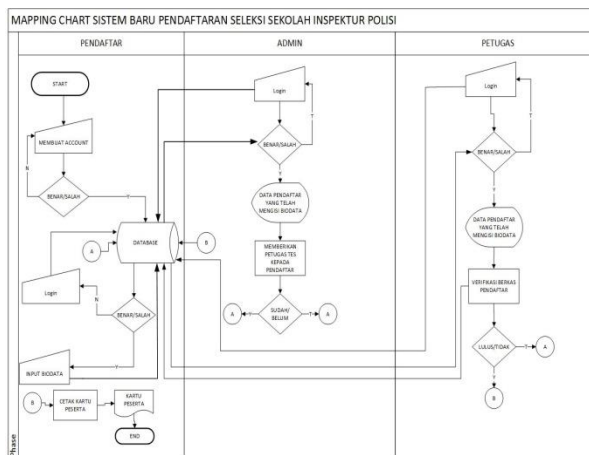 MAPPING CHART SISTEM BARU PENDAFTARAN SELEKSI SEKOLAH INSPEKTUR POLISI
PENDAFTAR
ADMIN
PETUGAS
START
MEMBUAT ACCOUNT
N
BENAR/SALAH
Y
A
DATABASE
B
Login
N
BENAR/SALAH
Y
INPUT BIODATA
B
CETAK KARTU
PESERTA
KARTU
PESERTA
END
Phase
Login
T
BENAR/SALAH
Y
DATA PENDAFTAR
YANG TELAH
MENGISI BIODATA
MEMBERIKAN
PETUGAS TES
KEPADA
PENDAFTAR
SUDAH/
BELUM
A
Y
T
A
Login
T
BENAR/SALAH
Y
DATA PENDAFTAR
YANG TELAH
MENGISI BIODATA
VERIFIKASI BERKAS
PENDAFTAR
LULUS/TIDAK
T
A
Y
B